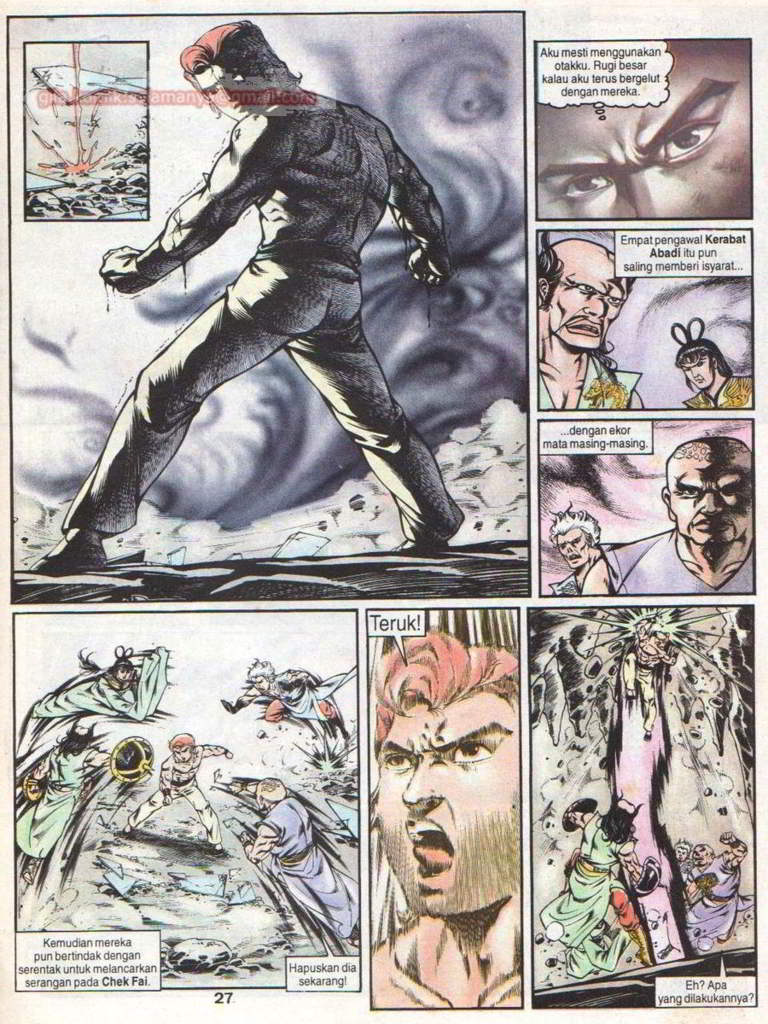 Aku mesti menggunakan
otakku. Rugi besar
kalau aku terus bergelut
dengan mereka.
Empat pengawal Kerabat
Abadi itu pun
saling memberi isyarat...
...dengan ekor
mata masing-masing.
Kemudian mereka
pun bertindak dengan
serentak untuk melancarkan
serangan pada Chek Fai.
Hapuskan dia
sekarang!
Teruk!
Eh? Apa
yang dilakukannya?
27